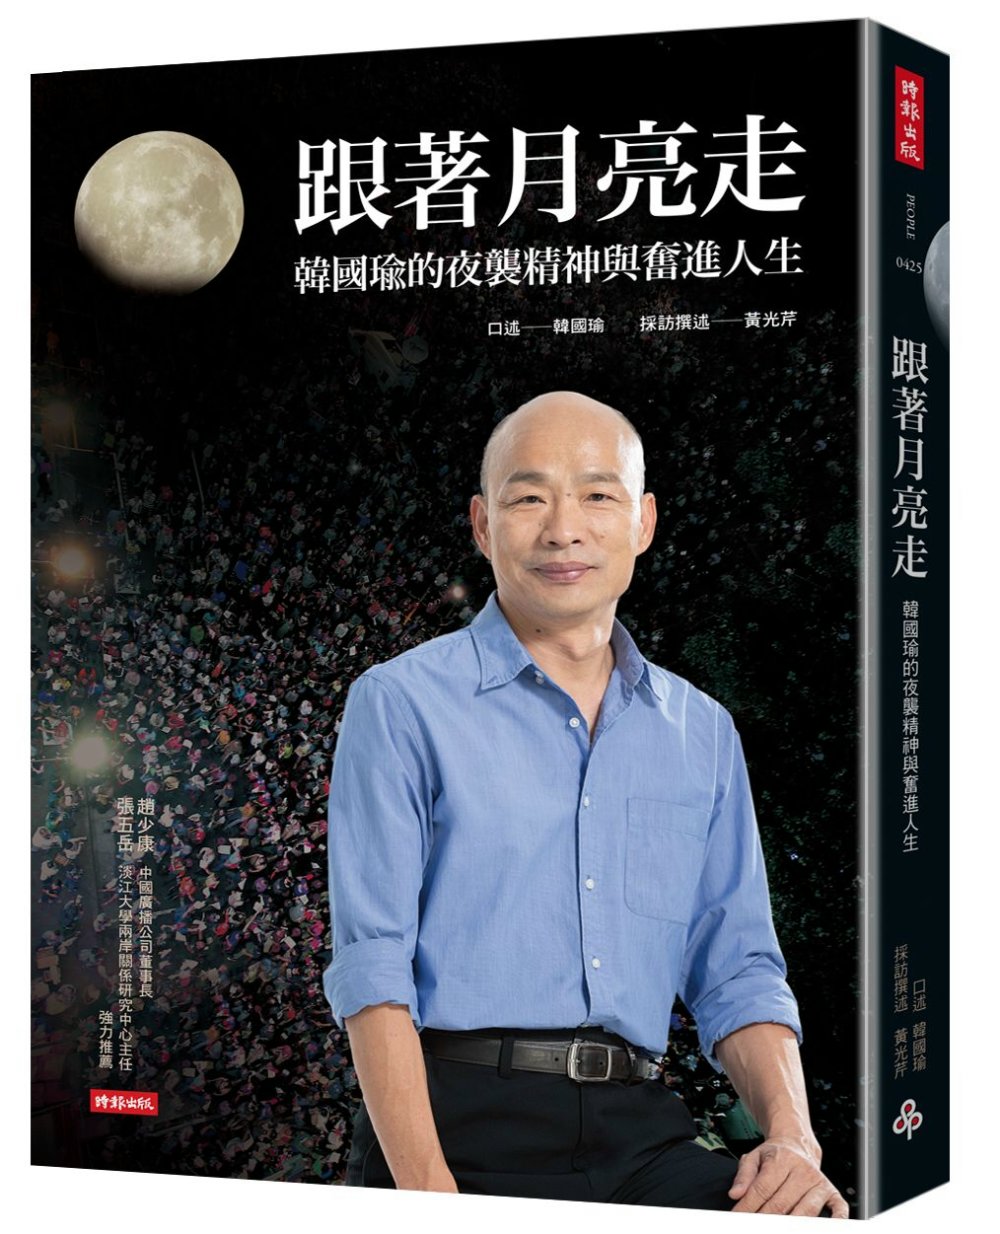 跟著月亮走
韓國瑜的夜襲精神與奮進人生
口述──韓國瑜　採訪撰述──黃光芹
趙少康 中國廣播公司董事長
張五岳 淡江大學兩岸關係研究中心主任
強力推薦
時報出版
時報出版
PEOPLE
0425
跟著月亮走
韓國瑜的夜襲精神與奮進人生
口述 韓國瑜
採訪撰述 黃光芹